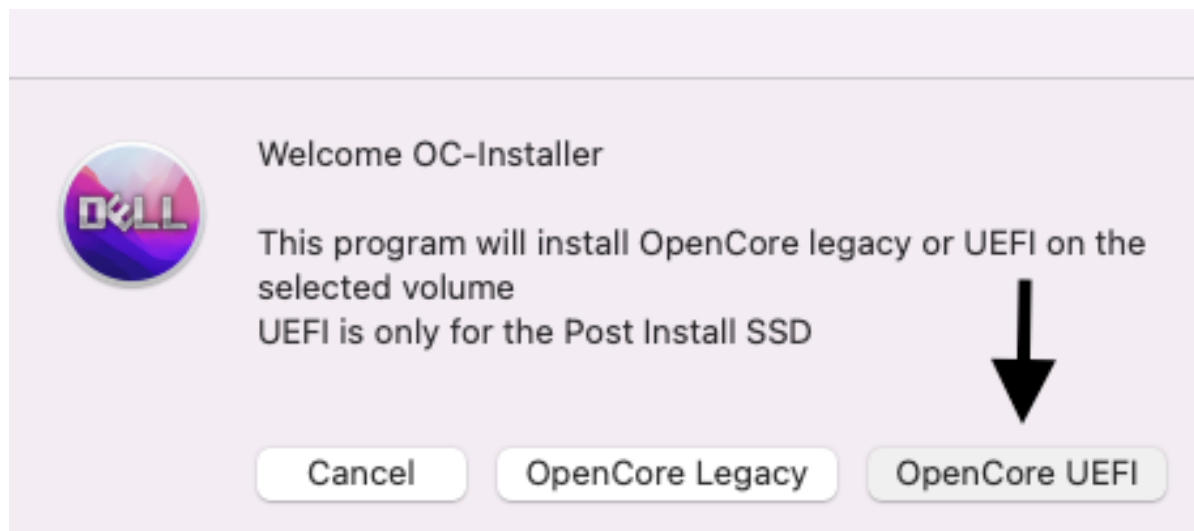 DELL
Welcome OC-Installer
This program will install OpenCore legacy or UEFI on the
selected volume
UEFI is only for the Post Install SSD
Cancel
OpenCore Legacy
OpenCore UEFI